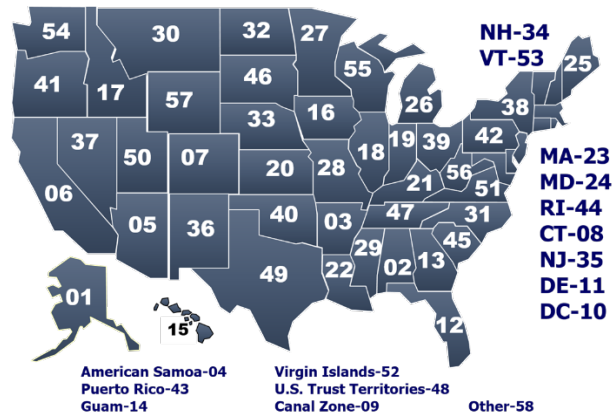 NH-34
VT-53
54
30
32
27
55
26
25
41
17
57
46
38
33
16
37
50
07
20
28
18
19
39
42
56
51
21
06
05
36
40
03
47
31
45
29
02
13
22
49
12
MA-23
MD-24
RI-44
CT-08
NJ-35
DE-11
DC-10
01
15
American Samoa-04
Puerto Rico-43
Guam-14
Virgin Islands-52
U.S. Trust Territories-48
Canal Zone-09
Other-58